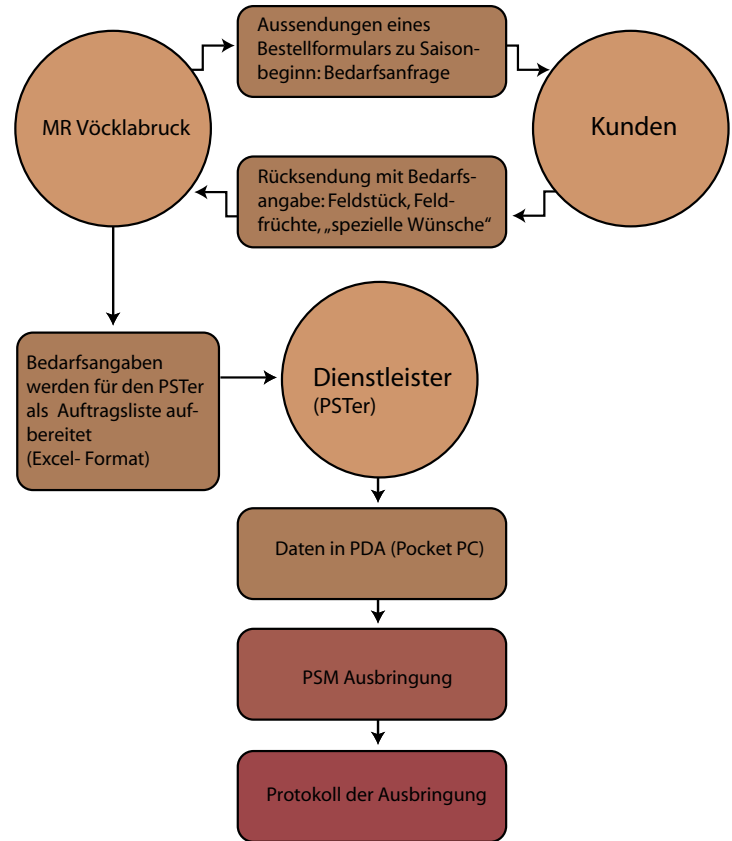 Aussendungen eines
Bestellformulars zu Saison-
beginn: Bedarfsanfrage
MR Vöcklabruck
Kunden
Rücksendung mit Bedarfs-
angabe: Feldstück, Feld-
früchte, „spezielle Wünsche“
Bedarfsangaben
werden für den PSTer
als Auftragsliste auf-
bereitet
(Excel- Format)
Dienstleister
(PSTer)
Daten in PDA (Pocket PC)
PSM Ausbringung
Protokoll der Ausbringung